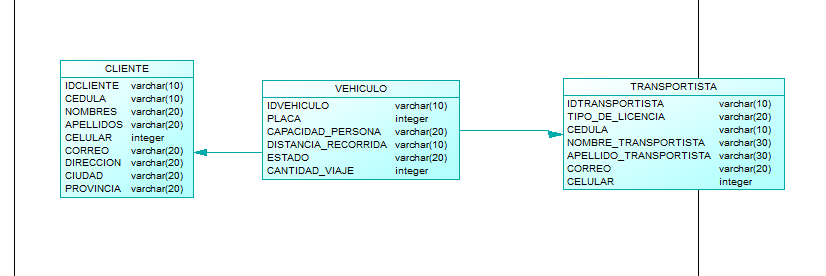 CLIENTE
IDCLIENTE varchar(10)
CEDULA varchar(10)
NOMBRES varchar(20)
APELLIDOS varchar(20)
CELULAR integer
CORREO varchar(20)
DIRECCION varchar(20)
CIUDAD varchar(20)
PROVINCIA varchar(20)
VEHICULO
IDVEHICULO varchar(10)
PLACA integer
CAPACIDAD_PERSONA varchar(20)
DISTANCIA_RECORRIDA varchar(10)
ESTADO varchar(20)
CANTIDAD_VIAJE integer
TRANSPORTISTA
IDTRANSPORTISTA varchar(10)
TIPO_DE_LICENCIA varchar(20)
CEDULA varchar(10)
NOMBRE_TRANSPORTISTA varchar(30)
APELLIDO_TRANSPORTISTA varchar(30)
CORREO varchar(20)
CELULAR integer